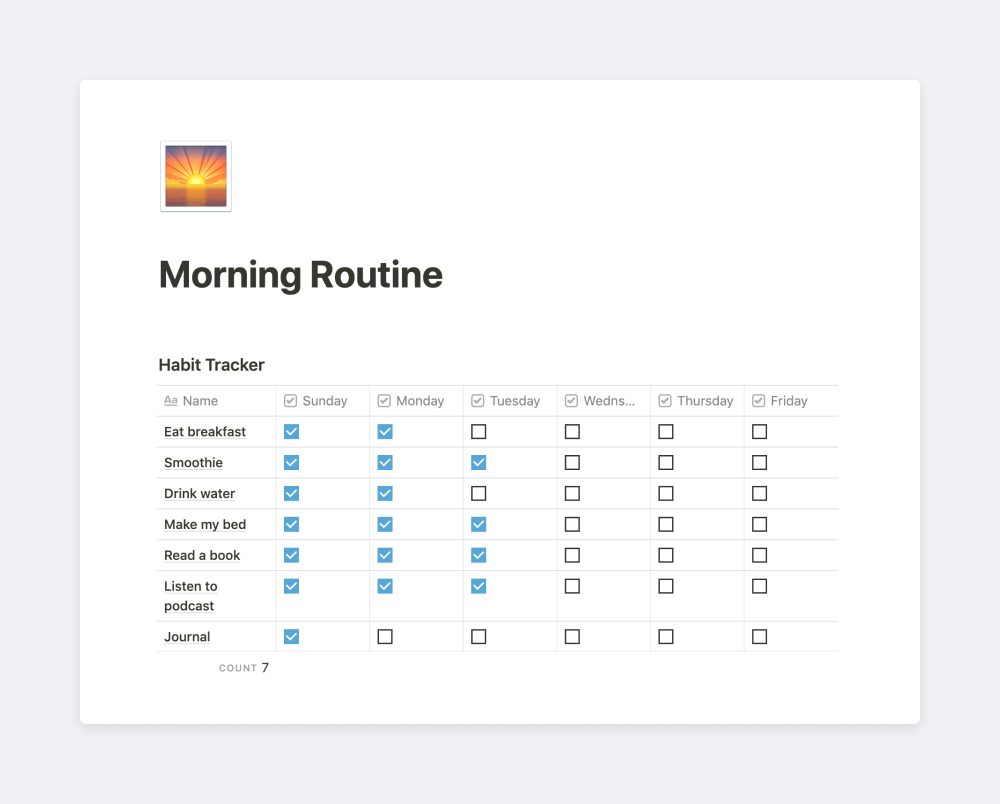 Morning Routine
Habit Tracker
Aa Name Sunday Monday Tuesday Wedns... Thursday Friday
Eat breakfast
Smoothie
Drink water
Make my bed
Read a book
Listen to
podcast
Journal
COUNT 7